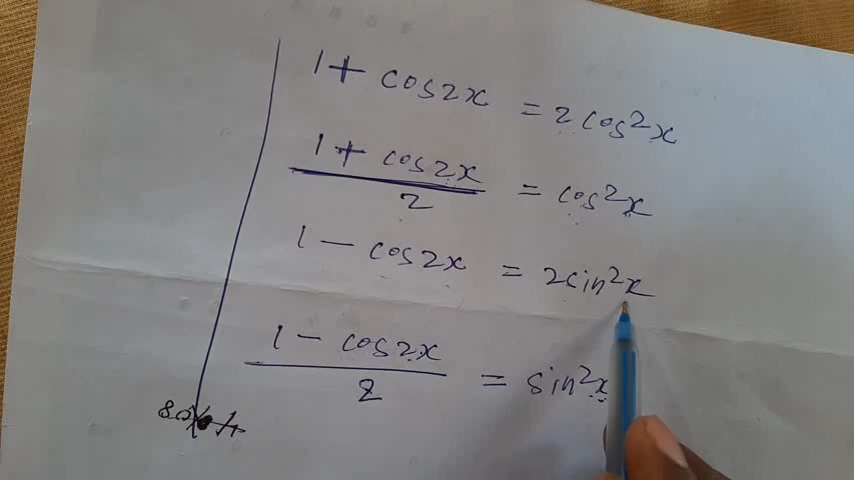 1 + cos2x = 2cos²x
1 + cos2x / 2 = cos²x
1 - cos2x = 2sin²x
1 - cos2x / 2 = sin²x